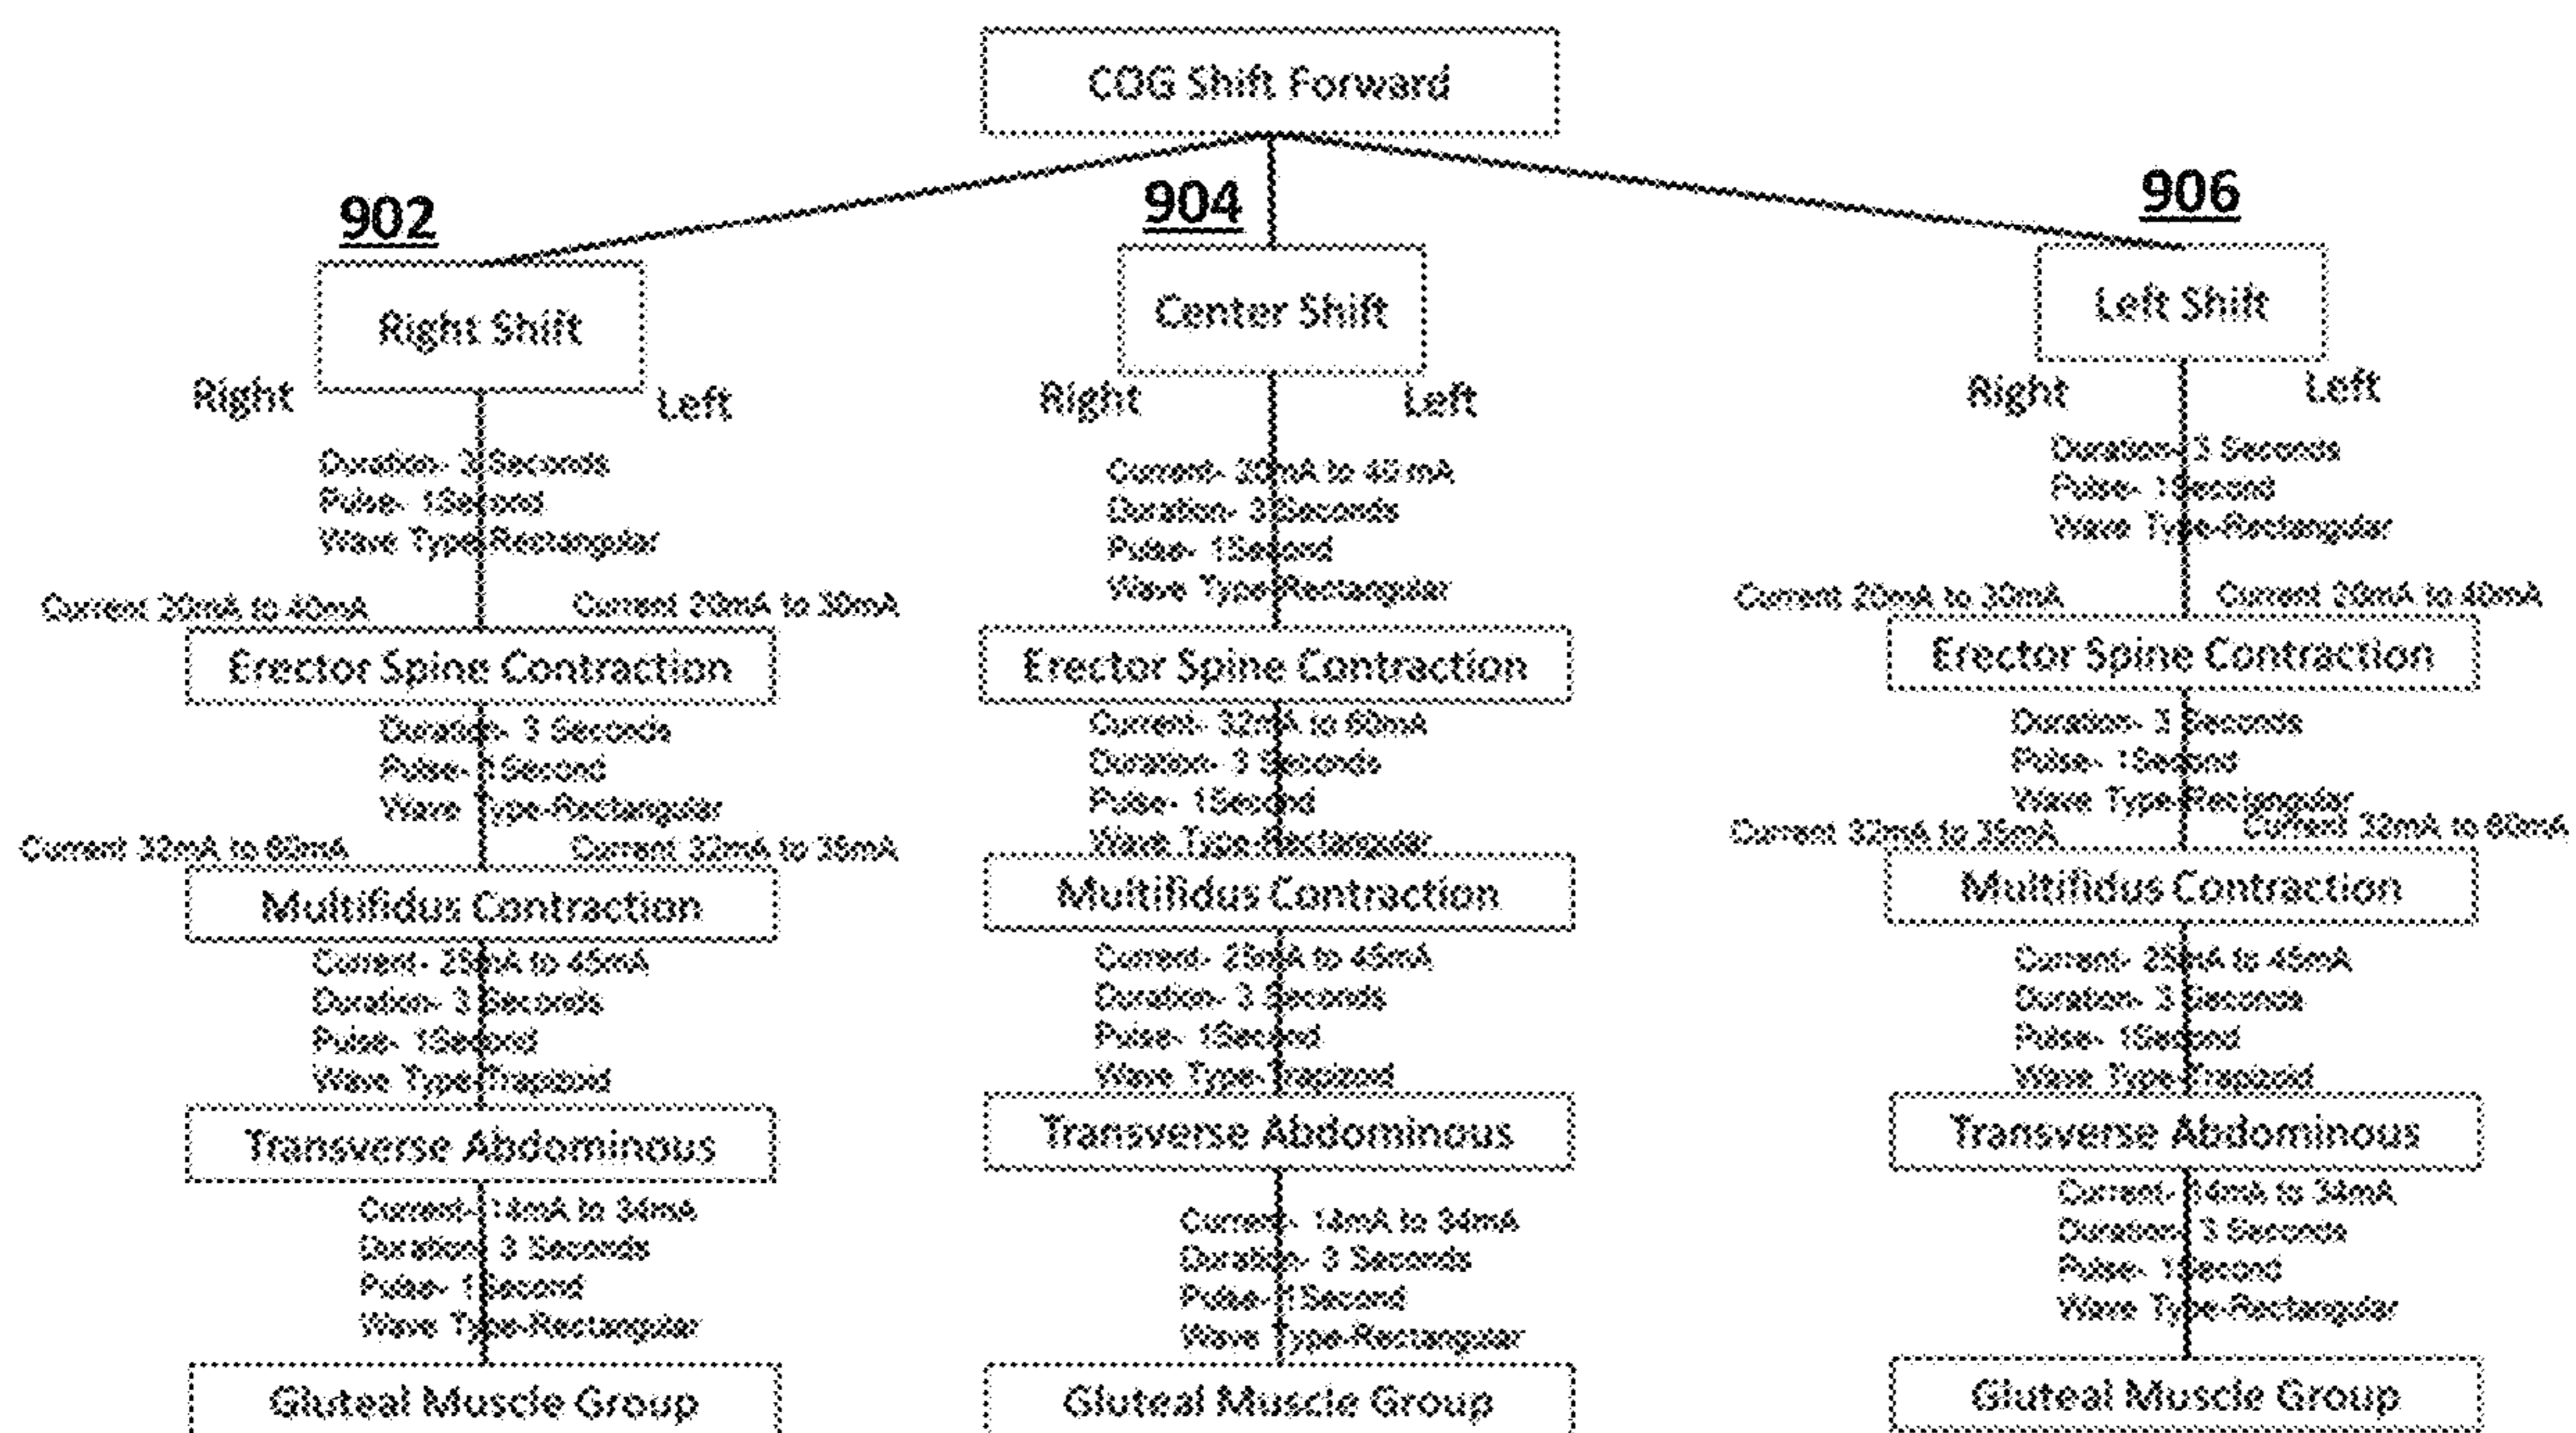 COG Shift Forward
902
Right Shift
Right
Left
Duration- 3 Seconds
Pulse- 1Second
Wave Type-Rectangular
Current 20mA to 40mA
Current 20mA to 30mA
Erector Spine Contraction
Duration- 3 Seconds
Pulse- 1Second
Wave Type-Rectangular
Current 32mA to 60mA
Current 32mA to 35mA
Multifidus Contraction
Current- 25mA to 45mA
Duration- 3 Seconds
Pulse- 1Second
Wave Type-Trapizoid
Transverse Abdominous
Current- 14mA to 34mA
Duration- 3 Seconds
Pulse- 1Second
Wave Type-Rectangular
Gluteal Muscle Group
904
Center Shift
Right
Left
Current- 20mA to mA
Duration- 3 Seconds
Pulse- 1Second
Wave Type-Rectangular
Erector Spine Contraction
Current- 32mA to 60mA
Duration- 3 Seconds
Pulse- 1Second
Wave Type-Rectangular
Multifidus Contraction
Current- 25mA to 45mA
Duration- 3 Seconds
Pulse- 1Second
Wave Type-Trapizoid
Transverse Abdominous
Current- 14mA to 34mA
Duration- 3 Seconds
Pulse- 1Second
Wave Type-Rectangular
Gluteal Muscle Group
906
Left Shift
Right
Left
Duration- 3 Seconds
Pulse- 1Second
Wave Type-Rectangular
Current 20mA to 30mA
Current 20mA to 40mA
Erector Spine Contraction
Duration- 3 Seconds
Pulse- 1Second
Wave Type-Rectangular
Current 32mA to 35mA
Current 32mA to 60mA
Multifidus Contraction
Current- 25mA to 45mA
Duration- 3 Seconds
Pulse- 1Second
Wave Type-Trapizoid
Transverse Abdominous
Current- 14mA to 34mA
Duration- 3 Seconds
Pulse- 1Second
Wave Type-Rectangular
Gluteal Muscle Group